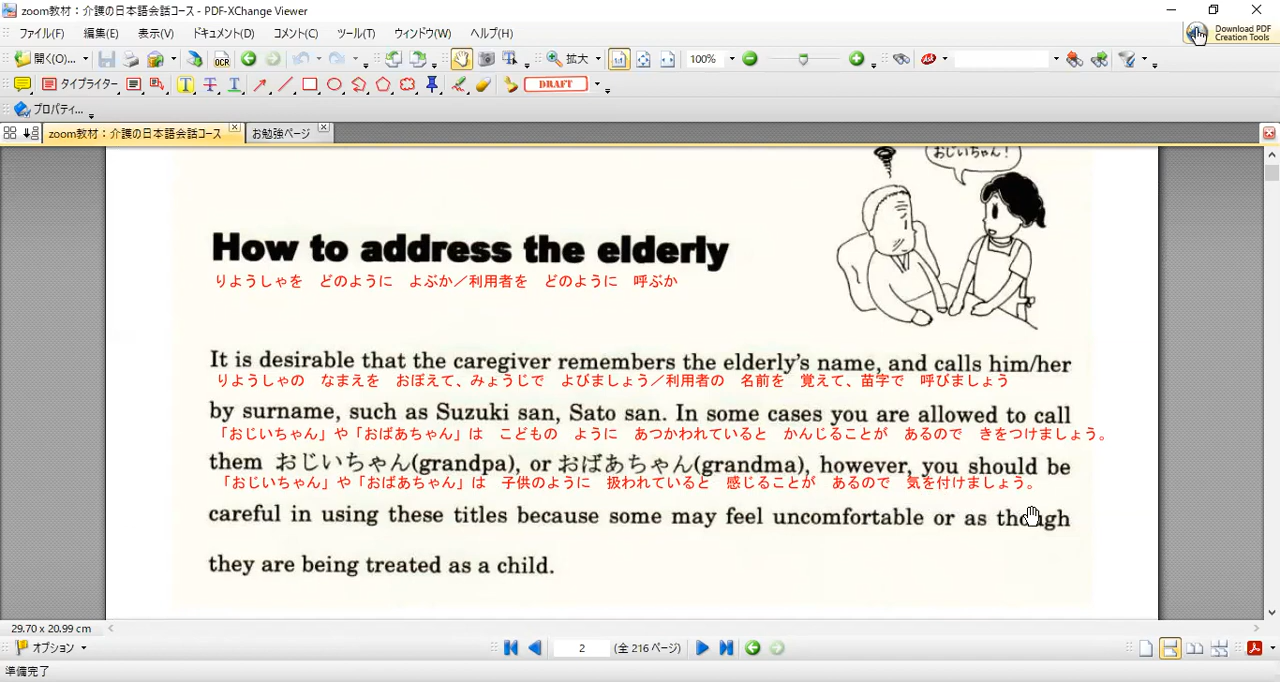 zoom教材：介護の日本語会話コース - PDF-XChange Viewer
ファイル(F) 編集(E) 表示(V) ドキュメント(D) コメント(C) ツール(T) ウィンドウ(W) ヘルプ(H)
Download PDF
Creation Tools
開く(O)... OCR 拡大 100%
タイプライター T T T DRAFT
プロパティ...
zoom教材：介護の日本語会話コース お勉強ページ
おじいちゃん！
How to address the elderly
りようしゃを　どのように　よぶか／利用者を　どのように　呼ぶか
It is desirable that the caregiver remembers the elderly's name, and calls him/her
りようしゃの　なまえを　おぼえて、みょうじで　よびましょう／利用者の　名前を　覚えて、苗字で　呼びましょう
by surname, such as Suzuki san, Sato san. In some cases you are allowed to call
「おじいちゃん」や「おばあちゃん」は　こどもの　ように　あつかわれていると　かんじることが　あるので　きをつけましょう。
them おじいちゃん(grandpa), or おばあちゃん(grandma), however, you should be
「おじいちゃん」や「おばあちゃん」は　子供のように　扱われていると　感じることが　あるので　気を付けましょう。
careful in using these titles because some may feel uncomfortable or as though
they are being treated as a child.
29.70 x 20.99 cm
オプション 2 (全 216 ページ)
準備完了